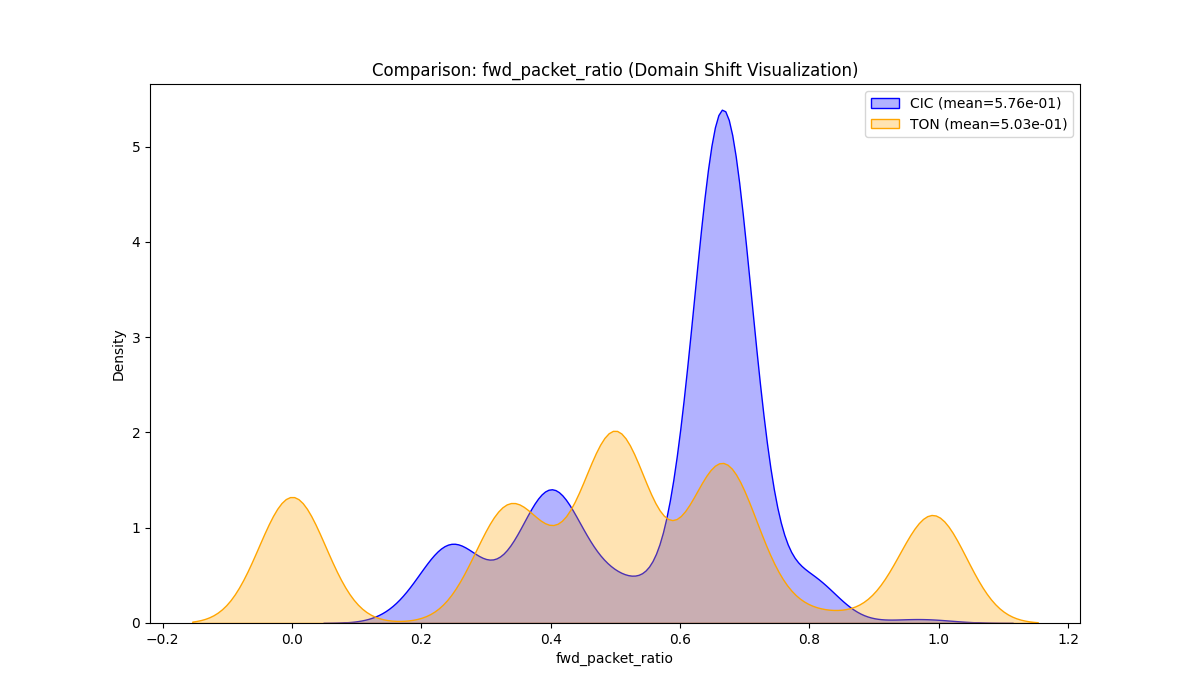 Comparison: fwd_packet_ratio (Domain Shift Visualization)
CIC (mean=5.76e-01)
TON (mean=5.03e-01)
Density
5
4
3
2
1
0
−0.2 0.0 0.2 0.4 0.6 0.8 1.0 1.2
fwd_packet_ratio